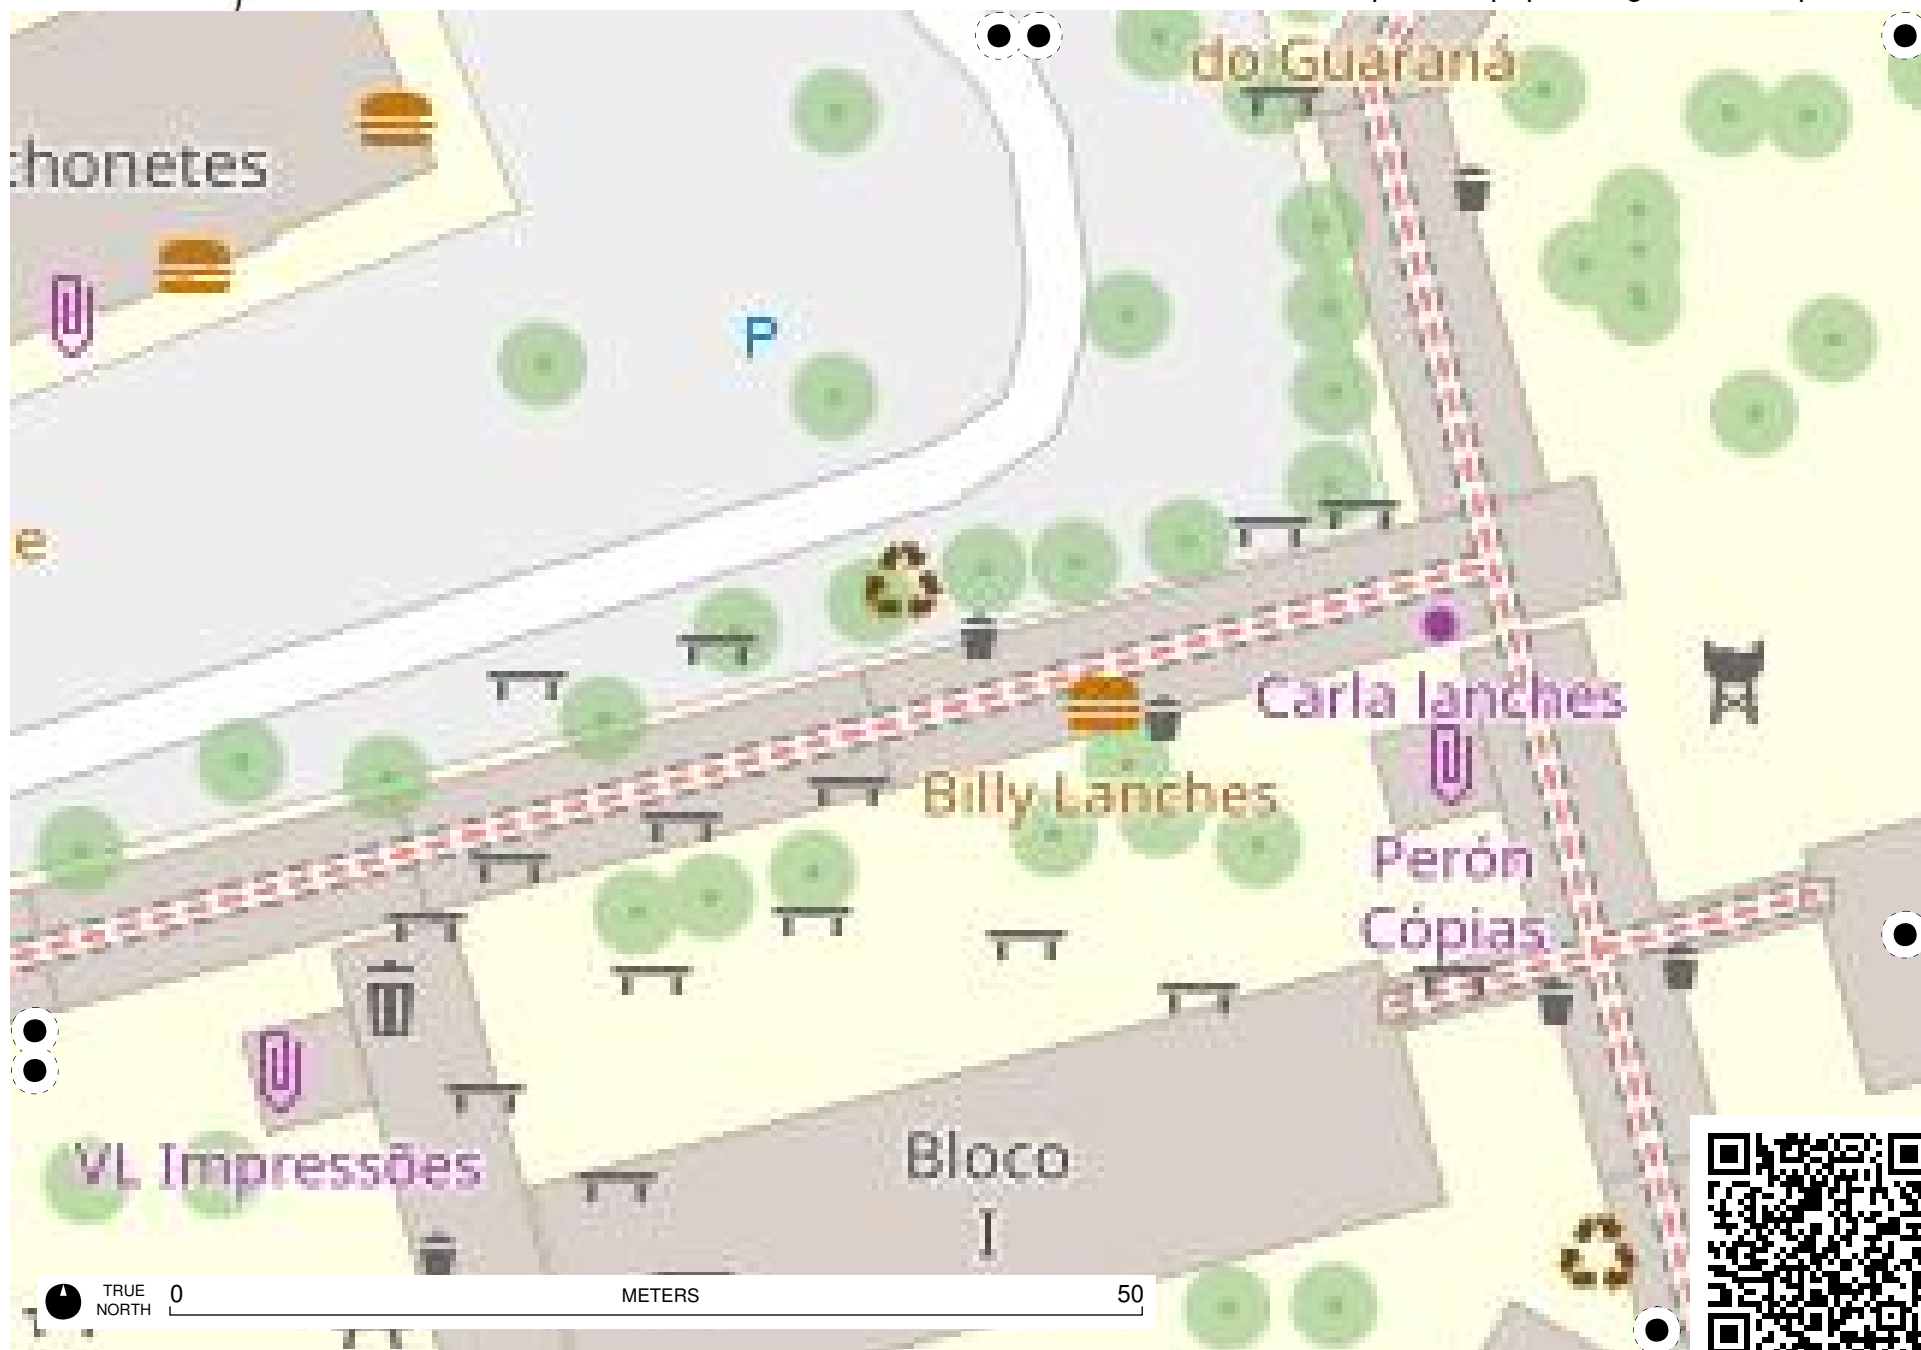 do Guaraná
chonetes
P
e
Carla lanches
Billy Lanches
Perón
Cópias
VL Impressões
Bloco
I
TRUE
NORTH
0
METERS
50